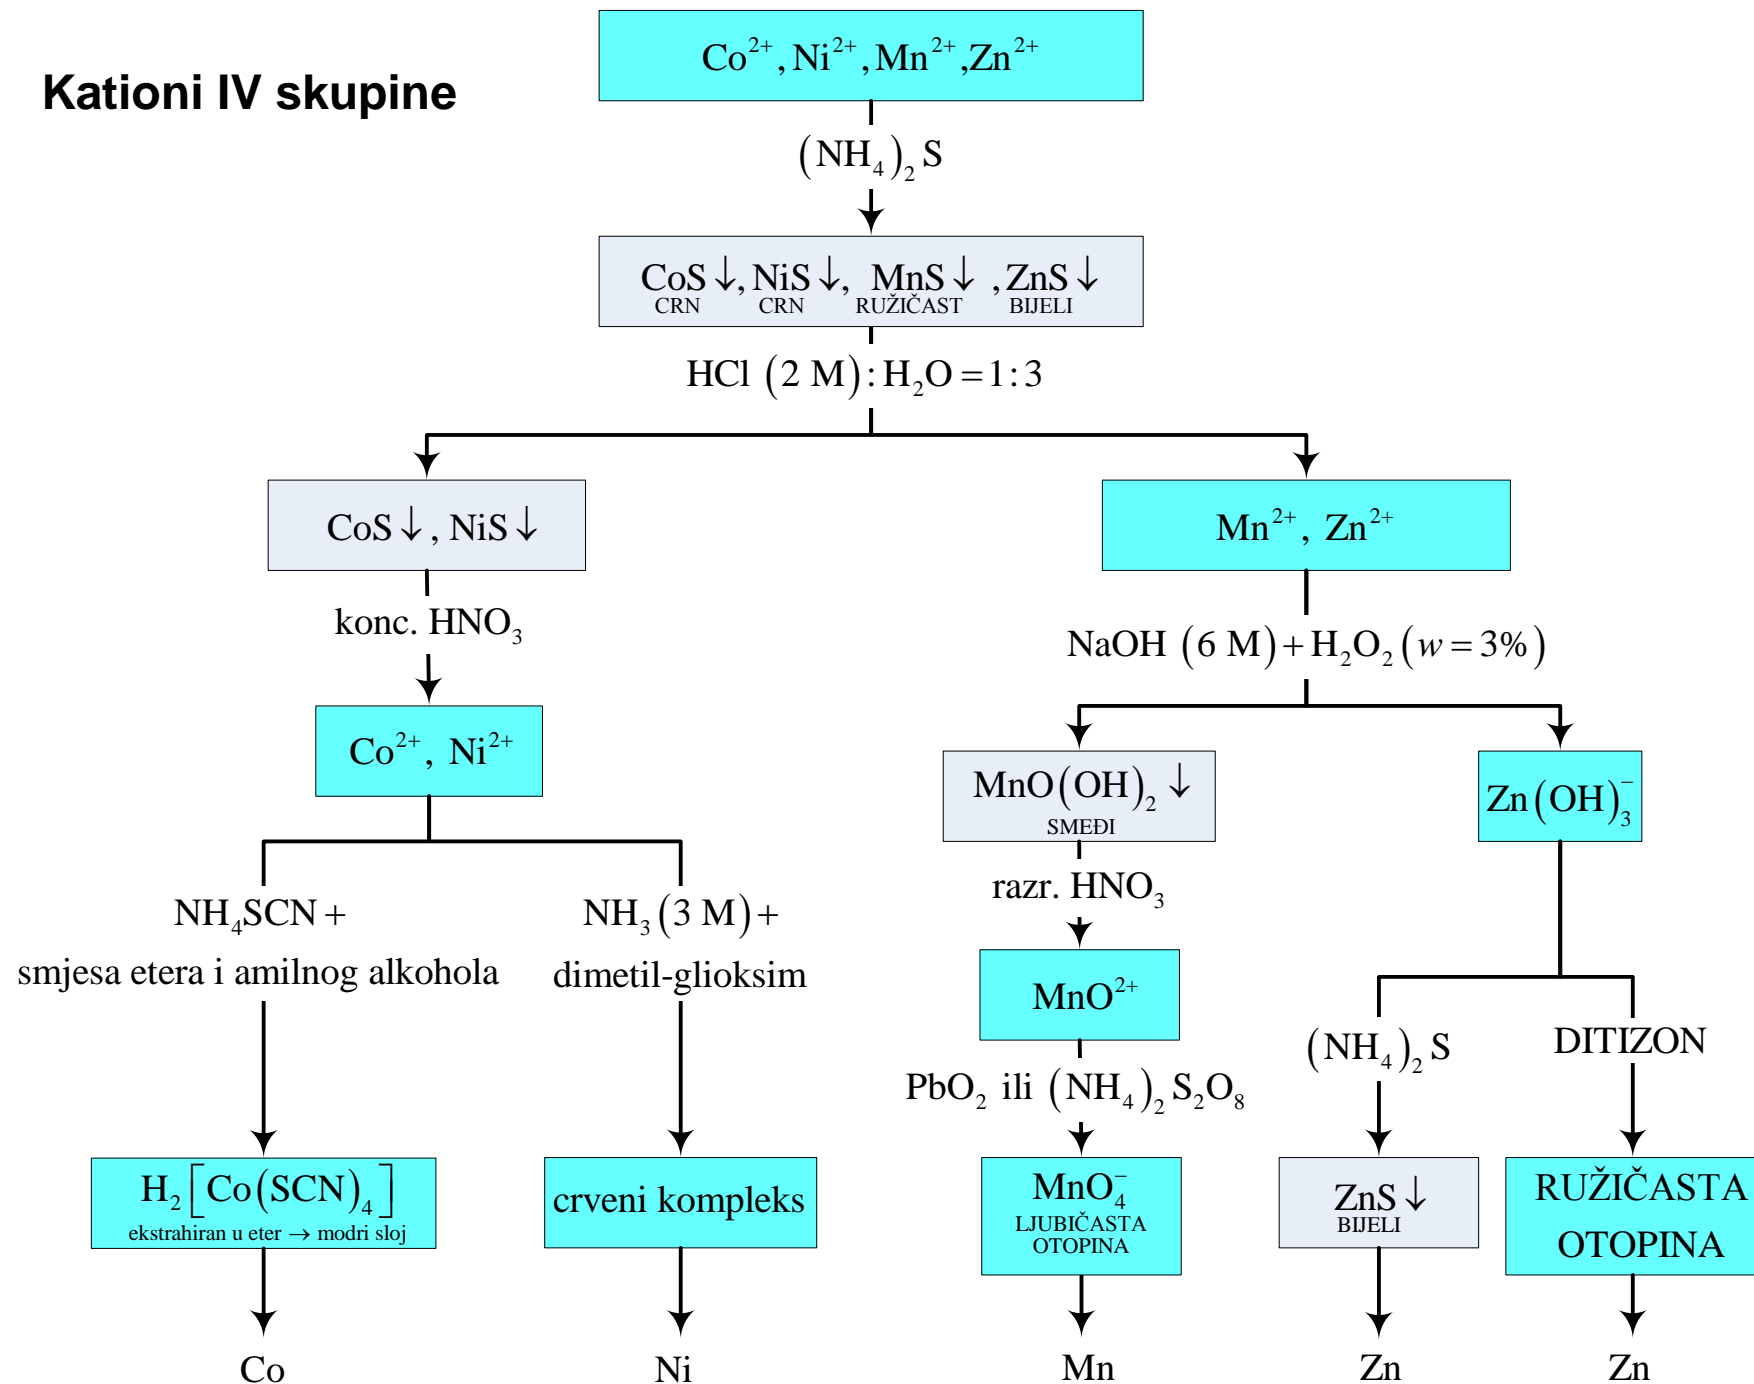 Kationi IV skupine
Co²⁺, Ni²⁺, Mn²⁺, Zn²⁺
(NH₄)₂S
CoS↓, NiS↓, MnS↓, ZnS↓
CRN CRN RUŽIČAST BIJELI
HCl (2 M):H₂O = 1:3
CoS↓, NiS↓
Mn²⁺, Zn²⁺
konc. HNO₃
NaOH (6 M) + H₂O₂ (w = 3%)
Co²⁺, Ni²⁺
MnO(OH)₂↓
SMEĐI
Zn(OH)₃⁻
razr. HNO₃
NH₄SCN +
smjesa etera i amilnog alkohola
NH₃ (3 M) +
dimetil-glioksim
MnO²⁺
(NH₄)₂S
DITIZON
PbO₂ ili (NH₄)₂S₂O₈
H₂[Co(SCN)₄]
ekstrahiran u eter → modri sloj
crveni kompleks
MnO₄⁻
LJUBIČASTA
OTOPINA
ZnS↓
BIJELI
RUŽIČASTA
OTOPINA
Co
Ni
Mn
Zn
Zn